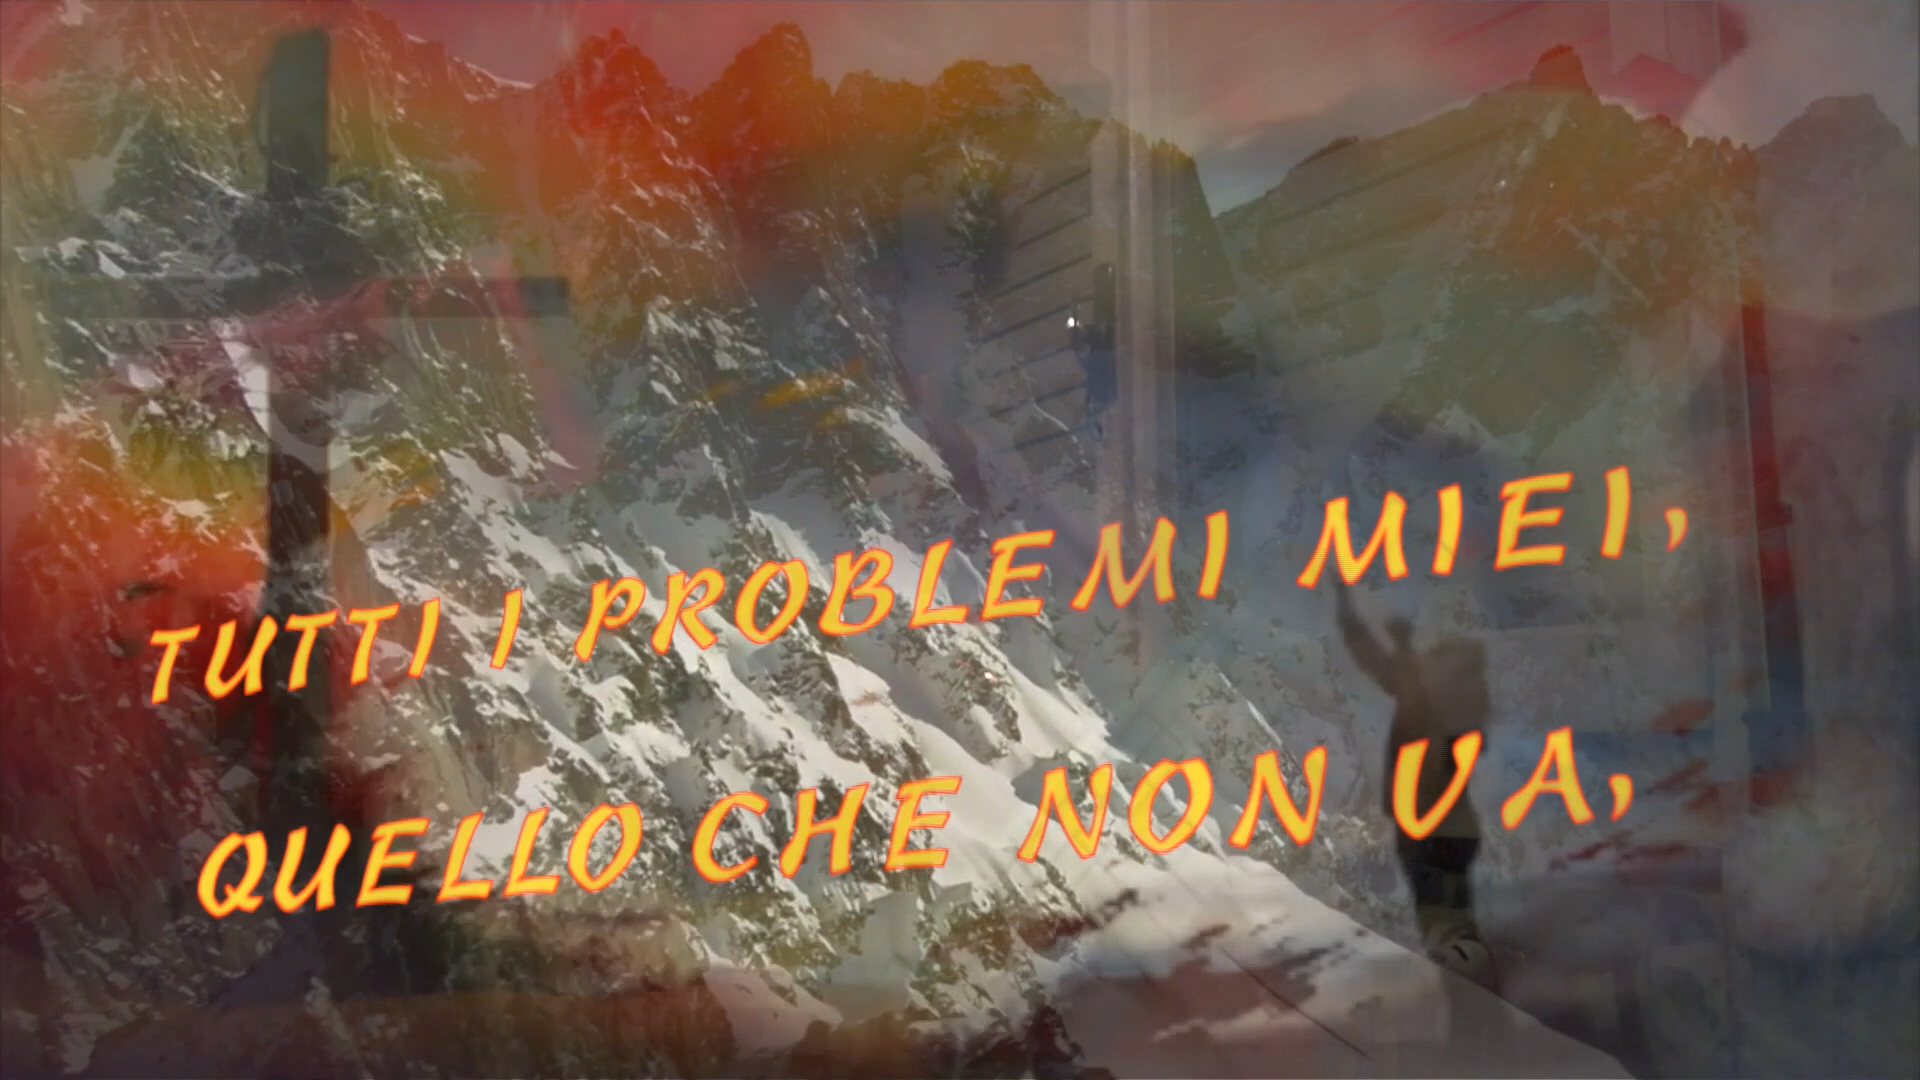 TUTTI I PROBLEMI MIEI,
QUELLO CHE NON VA,